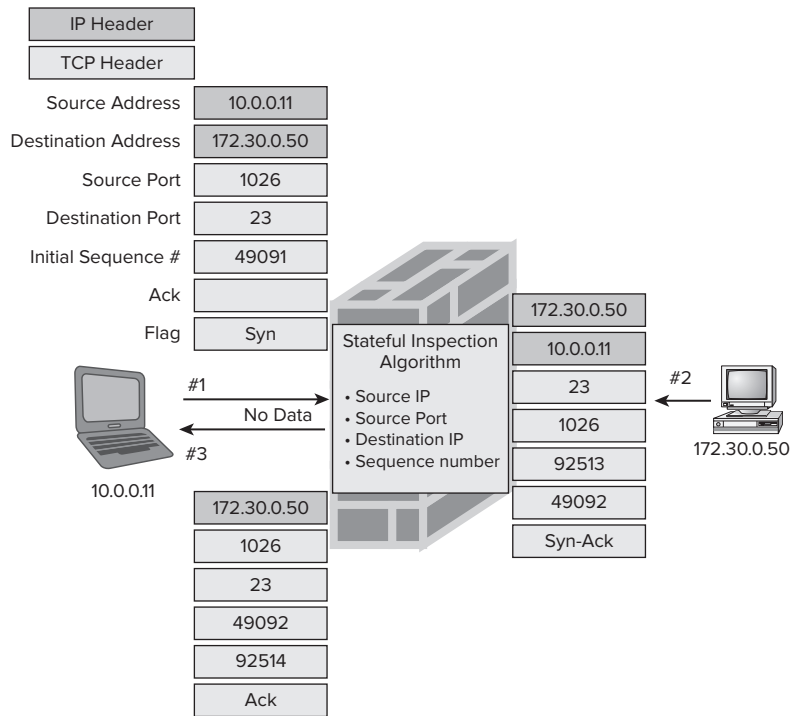 IP Header
TCP Header
Source Address 10.0.0.11
Destination Address 172.30.0.50
Source Port 1026
Destination Port 23
Initial Sequence # 49091
Ack
Flag Syn
#1
No Data
#3
10.0.0.11
Stateful Inspection
Algorithm
• Source IP
• Source Port
• Destination IP
• Sequence number
172.30.0.50
10.0.0.11
23
1026
92513
49092
Syn-Ack
#2
172.30.0.50
172.30.0.50
1026
23
49092
92514
Ack